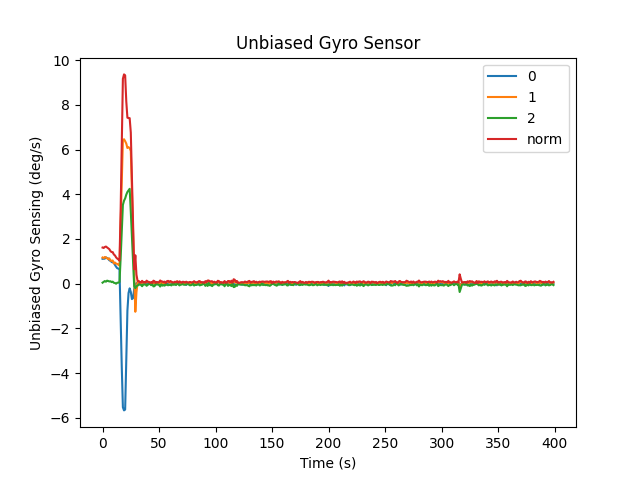 Unbiased Gyro Sensor
Unbiased Gyro Sensing (deg/s)
10
8
6
4
2
0
−2
−4
−6
0
1
2
norm
0 50 100 150 200 250 300 350 400
Time (s)